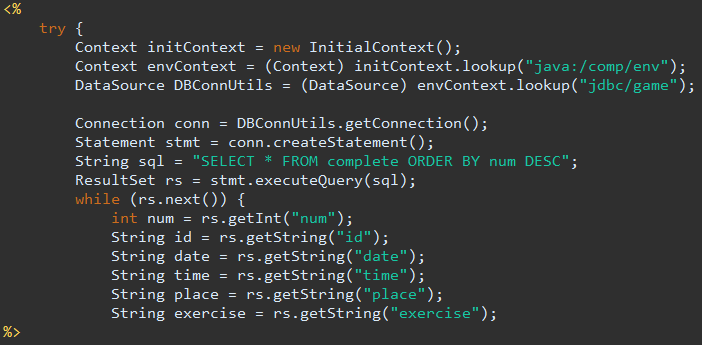 <%
try {
Context initContext = new InitialContext();
Context envContext = (Context) initContext.lookup("java:/comp/env");
DataSource DBConnUtils = (DataSource) envContext.lookup("jdbc/game");
Connection conn = DBConnUtils.getConnection();
Statement stmt = conn.createStatement();
String sql = "SELECT * FROM complete ORDER BY num DESC";
ResultSet rs = stmt.executeQuery(sql);
while (rs.next()) {
int num = rs.getInt("num");
String id = rs.getString("id");
String date = rs.getString("date");
String time = rs.getString("time");
String place = rs.getString("place");
String exercise = rs.getString("exercise");
%>